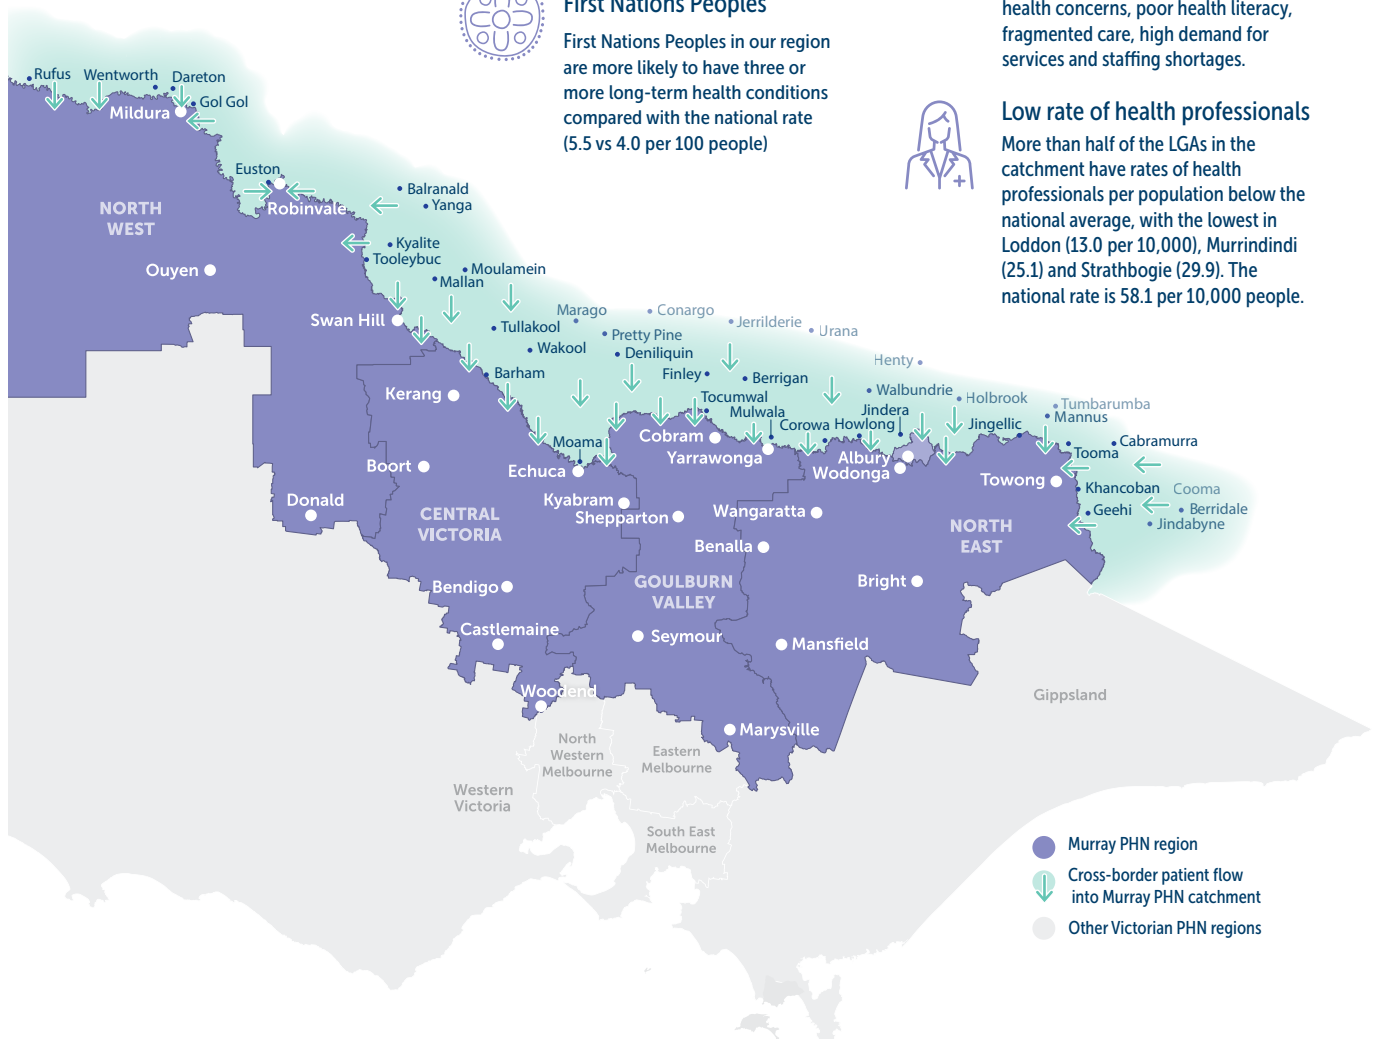 First Nations Peoples
First Nations Peoples in our region
are more likely to have three or
more long-term health conditions
compared with the national rate
(5.5 vs 4.0 per 100 people)
health concerns, poor health literacy,
fragmented care, high demand for
services and staffing shortages.
Low rate of health professionals
More than half of the LGAs in the
catchment have rates of health
professionals per population below the
national average, with the lowest in
Loddon (13.0 per 10,000), Murrindindi
(25.1) and Strathbogie (29.9). The
national rate is 58.1 per 10,000 people.
Rufus
Wentworth
Dareton
Gol Gol
Mildura
Euston
Robinvale
Balranald
Yanga
NORTH
WEST
Kyalite
Tooleybuc
Ouyen
Moulamein
Mallan
Swan Hill
Marago
Conargo
Jerrilderie
Urana
Tullakool
Pretty Pine
Wakool
Deniliquin
Henty
Barham
Finley
Berrigan
Kerang
Tocumwal
Walbundrie
Holbrook
Tumbarumba
Mulwala
Jindera
Mannus
Corowa
Howlong
Jingellic
Moama
Cobram
Cabramurra
Yarrawonga
Albury
Tooma
Boort
Echuca
Wodonga
Towong
Khancoban
Cooma
Donald
Kyabram
Berridale
CENTRAL
VICTORIA
Shepparton
Wangaratta
Geehi
Jindabyne
NORTH
EAST
Benalla
Bendigo
GOULBURN
VALLEY
Bright
Castlemaine
Seymour
Mansfield
Woodend
Gippsland
Marysville
North
Western
Melbourne
Eastern
Melbourne
Western
Victoria
South East
Melbourne
Murray PHN region
Cross-border patient flow
into Murray PHN catchment
Other Victorian PHN regions